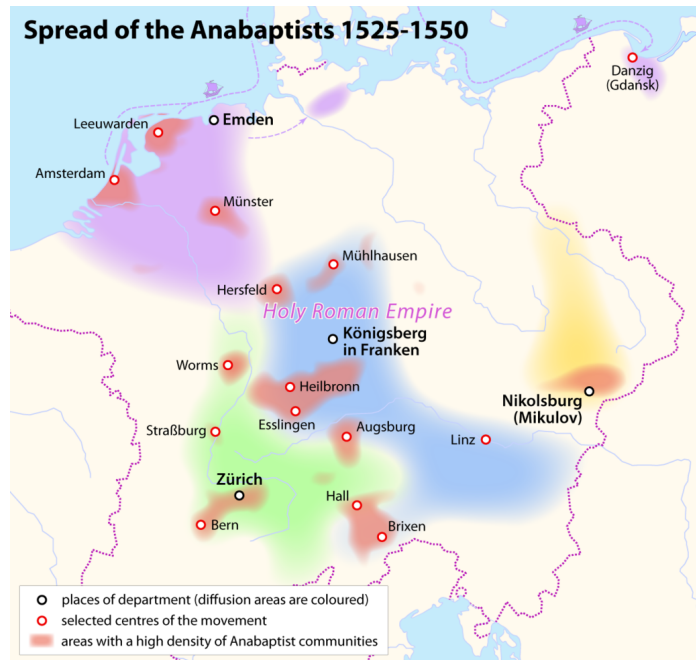 Spread of the Anabaptists 1525-1550
Danzig
(Gdańsk)
Leeuwarden
Emden
Amsterdam
Münster
Mühlhausen
Hersfeld
Holy Roman Empire
Königsberg
in Franken
Worms
Heilbronn
Nikolsburg
(Mikulov)
Esslingen
Straßburg
Augsburg
Linz
Zürich
Hall
Bern
Brixen
places of department (diffusion areas are coloured)
selected centres of the movement
areas with a high density of Anabaptist communities